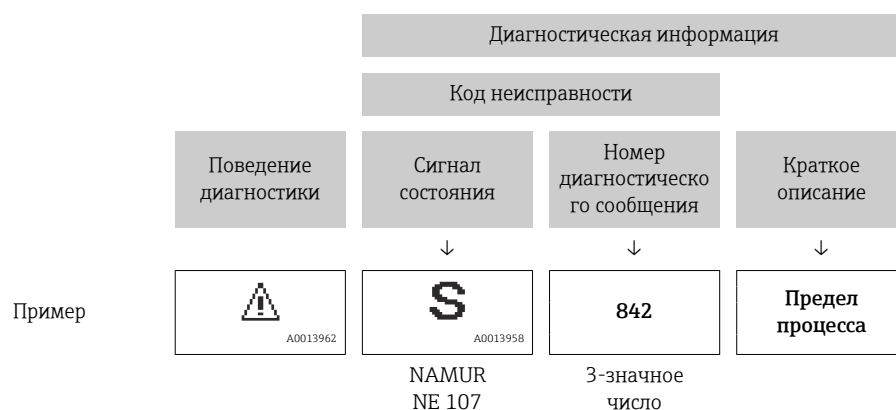 Диагностическая информация
Код неисправности
Поведение
диагностики
Сигнал
состояния
Номер
диагностическо
го сообщения
Краткое
описание
↓
↓
↓
Пример
A0013962
S
A0013958
842
Предел
процесса
NAMUR
NE 107
3-значное
число